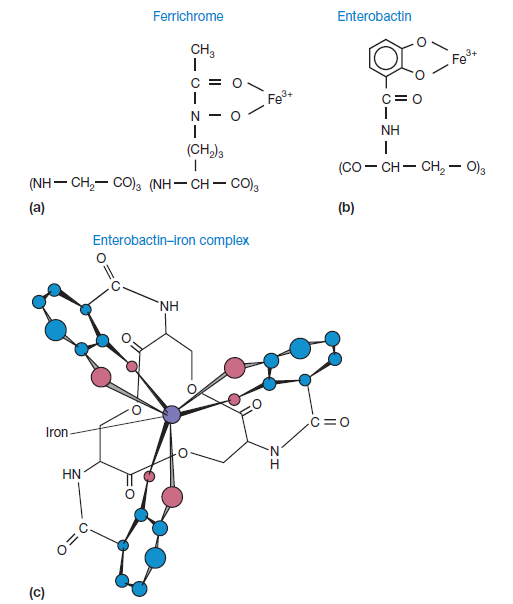 Ferrichrome
CH₃
C = O
Fe³⁺
N – O
(CH₂)₃
(NH – CH₂ – CO)₃ (NH – CH – CO)₃
(a)
Enterobactin
O
Fe³⁺
O
C = O
NH
(CO – CH – CH₂ – O)₃
(b)
Enterobactin–iron complex
O
C
NH
O
O
O
O
C=O
Iron
O
N
H
HN
O
C
O
(c)